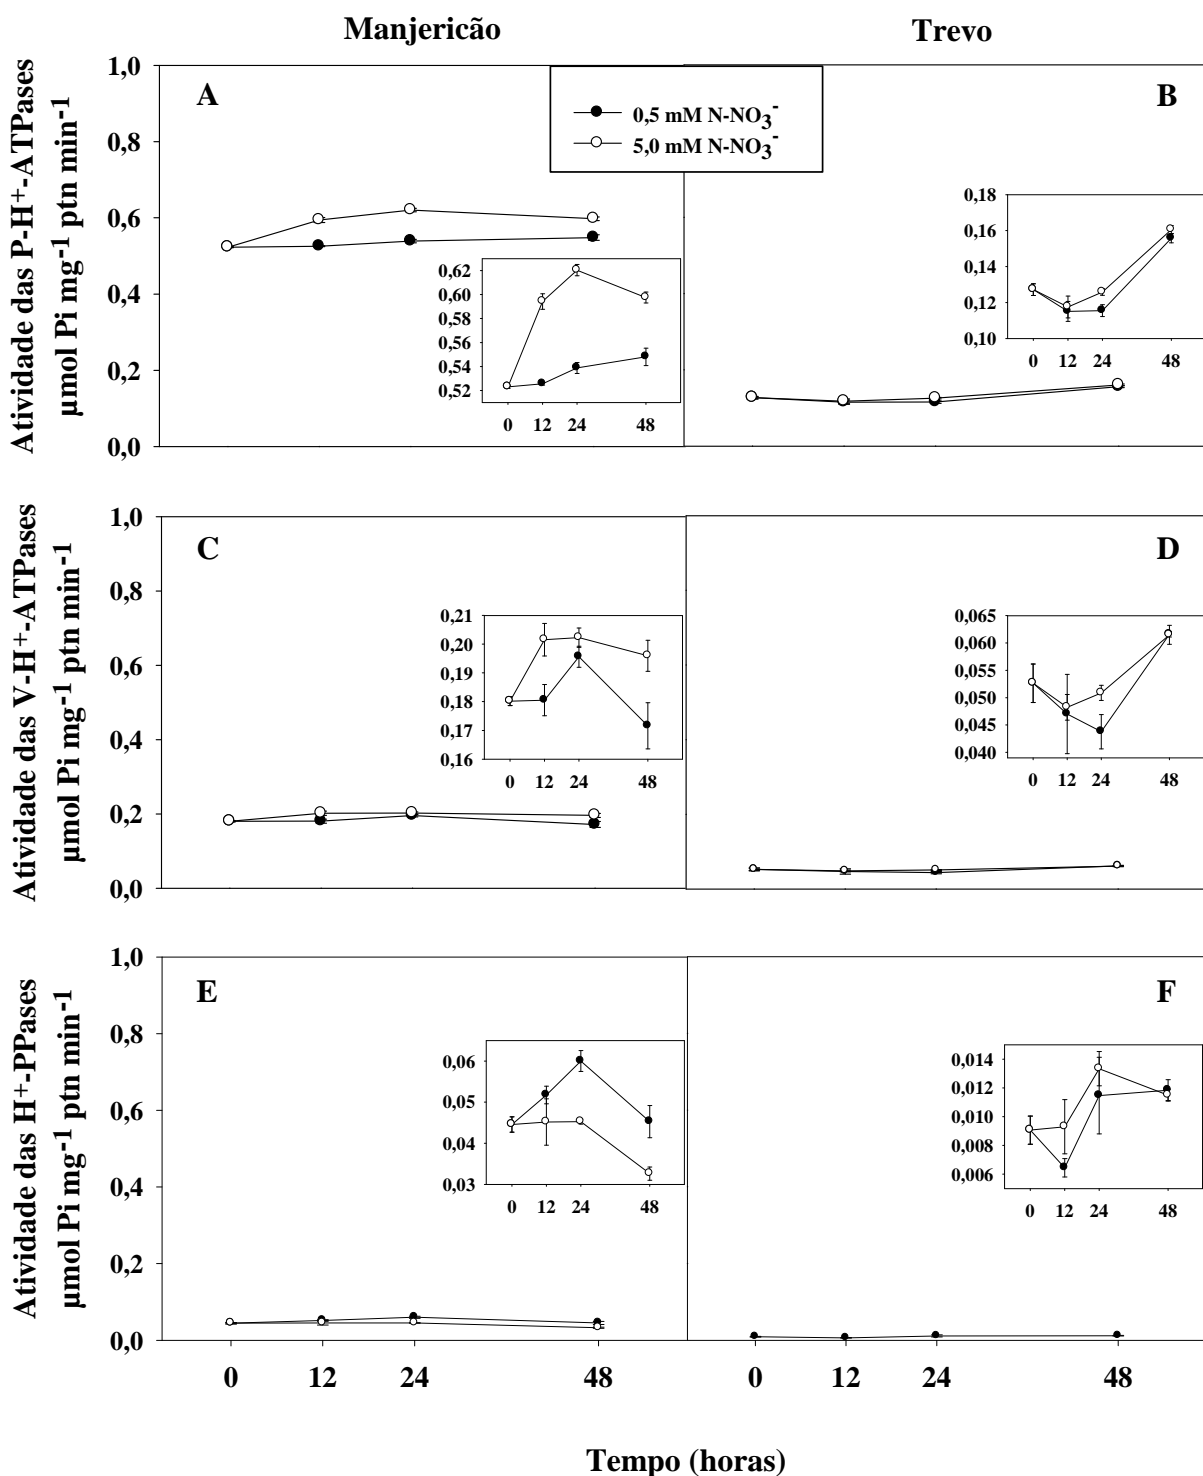 Manjericão
Trevo
Atividade das P-H+-ATPases
µmol Pi mg-1 ptn min-1
1,0
0,8
0,6
0,4
0,2
0,0
A
0,5 mM N-NO3-
5,0 mM N-NO3-
B
0,62
0,60
0,58
0,56
0,54
0,52
0 12 24 48
0,18
0,16
0,14
0,12
0,10
0 12 24 48
Atividade das V-H+-ATPases
µmol Pi mg-1 ptn min-1
1,0
0,8
0,6
0,4
0,2
0,0
C
0,21
0,20
0,19
0,18
0,17
0,16
0 12 24 48
D
0,065
0,060
0,055
0,050
0,045
0,040
0 12 24 48
Atividade das H+-PPases
µmol Pi mg-1 ptn min-1
1,0
0,8
0,6
0,4
0,2
0,0
E
0,06
0,05
0,04
0,03
0 12 24 48
F
0,014
0,012
0,010
0,008
0,006
0 12 24 48
0 12 24 48 0 12 24 48
Tempo (horas)